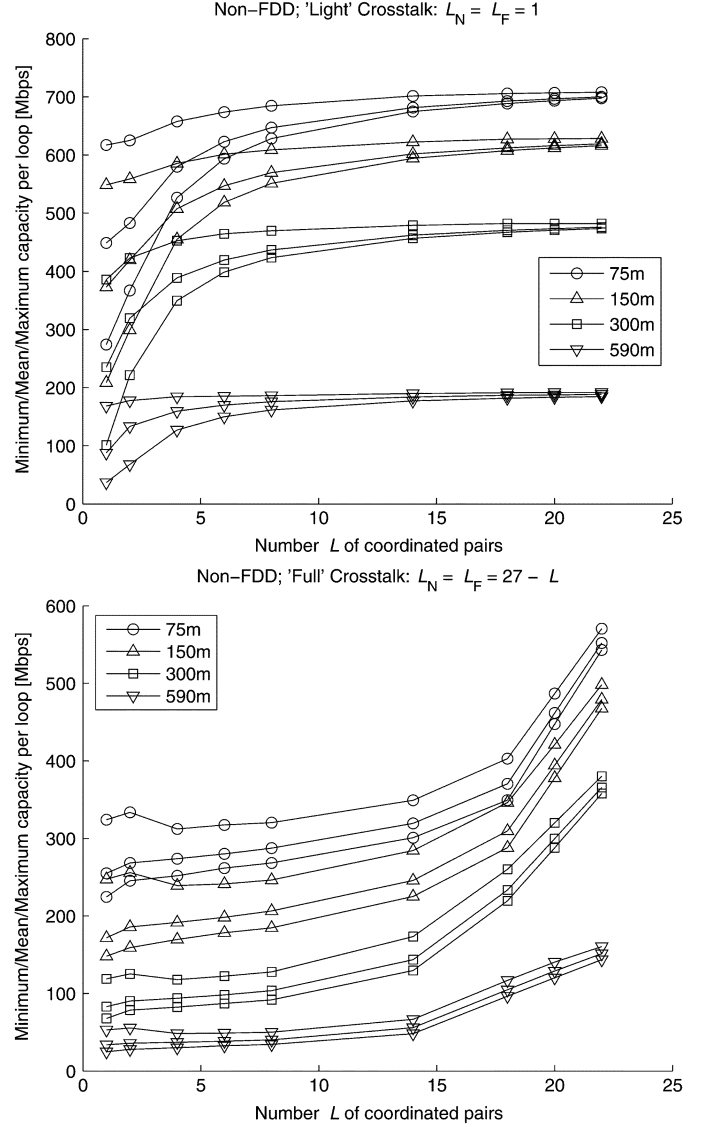 Non−FDD; 'Light' Crosstalk: L_N = L_F = 1
Minimum/Mean/Maximum capacity per loop [Mbps]
800
700
600
500
400
300
200
100
0
75m
150m
300m
590m
0 5 10 15 20 25
Number L of coordinated pairs
Non−FDD; 'Full' Crosstalk: L_N = L_F = 27 − L
Minimum/Mean/Maximum capacity per loop [Mbps]
600
500
400
300
200
100
0
75m
150m
300m
590m
0 5 10 15 20 25
Number L of coordinated pairs